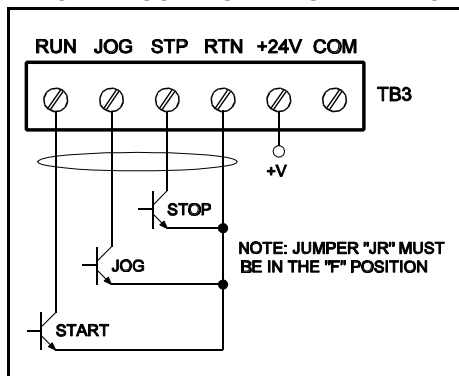 RUN JOG STP RTN +24V COM
TB3
+V
STOP
NOTE: JUMPER "JR" MUST
BE IN THE "F" POSITION
JOG
START